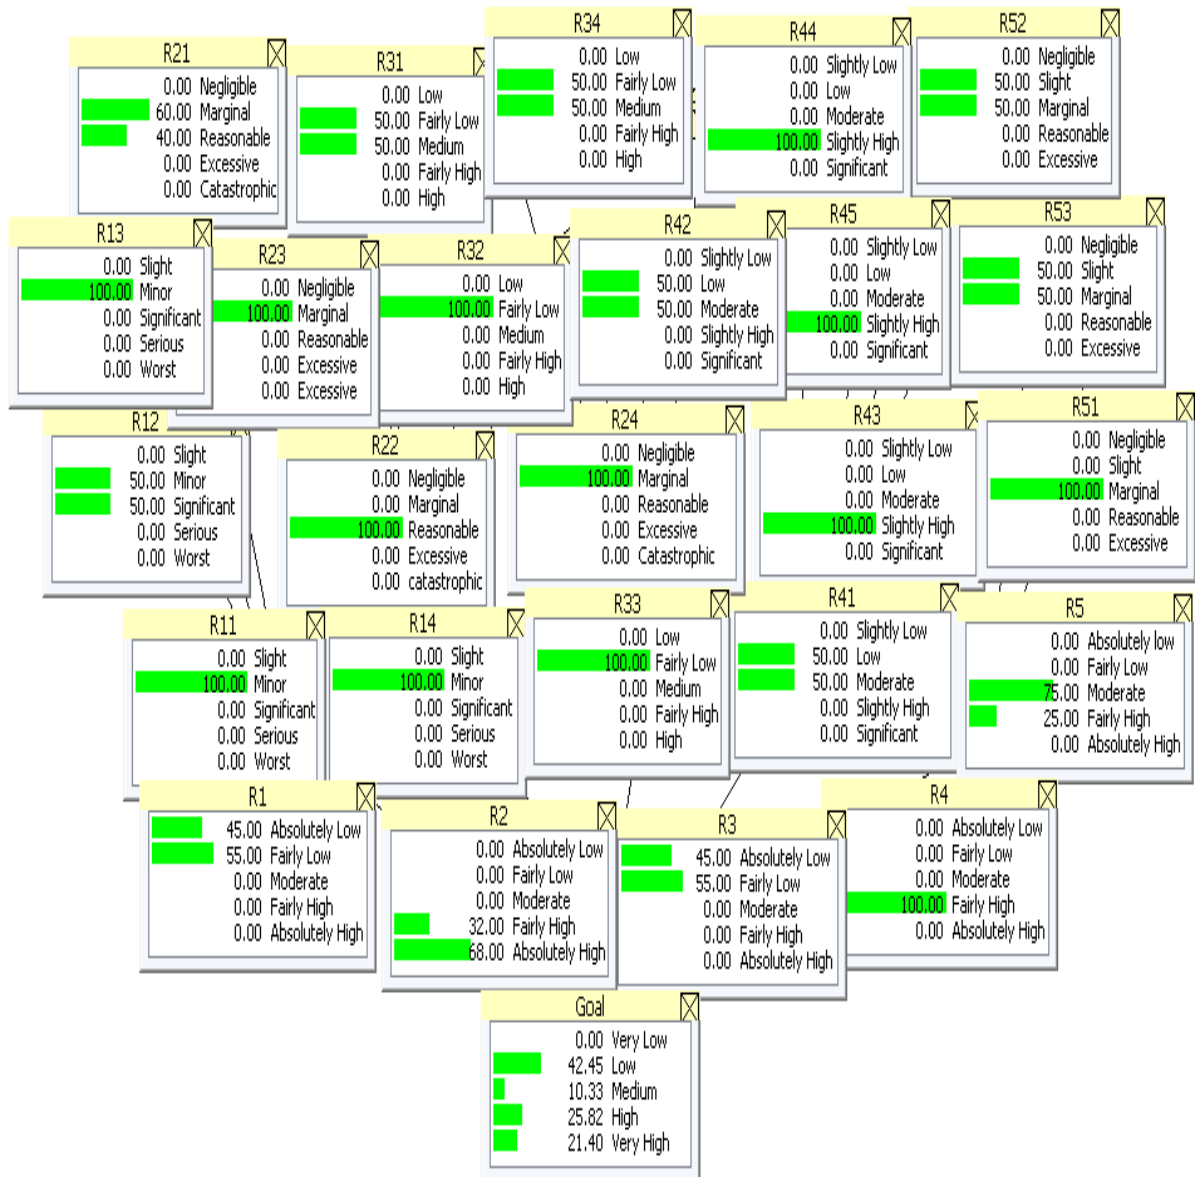 R21
0.00 Negligible
60.00 Marginal
40.00 Reasonable
0.00 Excessive
0.00 Catastrophic
R31
0.00 Low
50.00 Fairly Low
50.00 Medium
0.00 Fairly High
0.00 High
R34
0.00 Low
50.00 Fairly Low
50.00 Medium
0.00 Fairly High
0.00 High
R44
0.00 Slightly Low
0.00 Low
0.00 Moderate
100.00 Slightly High
0.00 Significant
R52
0.00 Negligible
50.00 Slight
50.00 Marginal
0.00 Reasonable
0.00 Excessive
R13
0.00 Slight
100.00 Minor
0.00 Significant
0.00 Serious
0.00 Worst
R23
0.00 Negligible
100.00 Marginal
0.00 Reasonable
0.00 Excessive
0.00 Excessive
R32
0.00 Low
100.00 Fairly Low
0.00 Medium
0.00 Fairly High
0.00 High
R42
0.00 Slightly Low
50.00 Low
50.00 Moderate
0.00 Slightly High
0.00 Significant
R45
0.00 Slightly Low
0.00 Low
0.00 Moderate
100.00 Slightly High
0.00 Significant
R53
0.00 Negligible
50.00 Slight
50.00 Marginal
0.00 Reasonable
0.00 Excessive
R12
0.00 Slight
50.00 Minor
50.00 Significant
0.00 Serious
0.00 Worst
R22
0.00 Negligible
0.00 Marginal
100.00 Reasonable
0.00 Excessive
0.00 catastrophic
R24
0.00 Negligible
100.00 Marginal
0.00 Reasonable
0.00 Excessive
0.00 Catastrophic
R43
0.00 Slightly Low
0.00 Low
0.00 Moderate
100.00 Slightly High
0.00 Significant
R51
0.00 Negligible
0.00 Slight
100.00 Marginal
0.00 Reasonable
0.00 Excessive
R11
0.00 Slight
100.00 Minor
0.00 Significant
0.00 Serious
0.00 Worst
R14
0.00 Slight
100.00 Minor
0.00 Significant
0.00 Serious
0.00 Worst
R33
0.00 Low
100.00 Fairly Low
0.00 Medium
0.00 Fairly High
0.00 High
R41
0.00 Slightly Low
50.00 Low
50.00 Moderate
0.00 Slightly High
0.00 Significant
R5
0.00 Absolutely low
0.00 Fairly Low
75.00 Moderate
25.00 Fairly High
0.00 Absolutely High
R1
45.00 Absolutely Low
55.00 Fairly Low
0.00 Moderate
0.00 Fairly High
0.00 Absolutely High
R2
0.00 Absolutely Low
0.00 Fairly Low
0.00 Moderate
32.00 Fairly High
68.00 Absolutely High
R3
45.00 Absolutely Low
55.00 Fairly Low
0.00 Moderate
0.00 Fairly High
0.00 Absolutely High
R4
0.00 Absolutely Low
0.00 Fairly Low
0.00 Moderate
100.00 Fairly High
0.00 Absolutely High
Goal
0.00 Very Low
42.45 Low
10.33 Medium
25.82 High
21.40 Very High